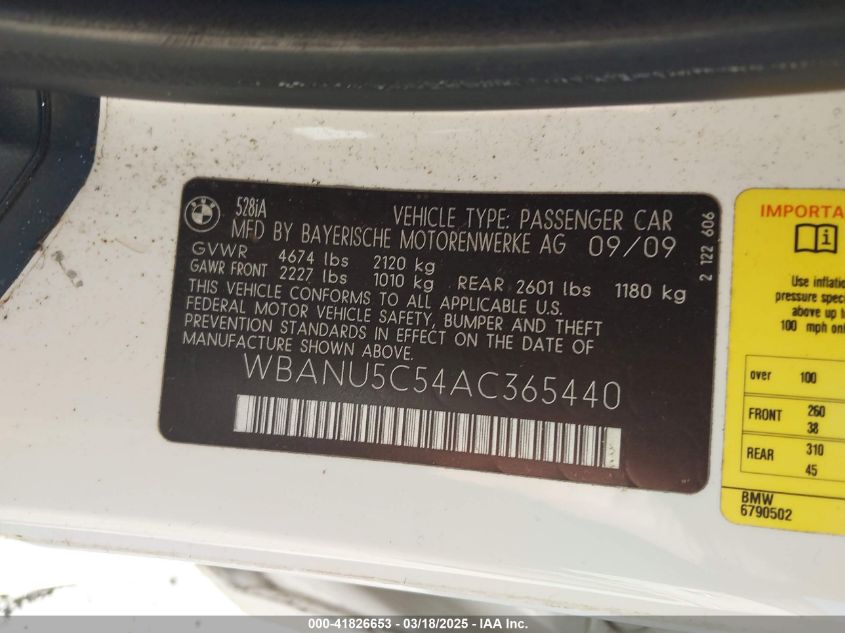 528iA
VEHICLE TYPE: PASSENGER CAR
MFD BY BAYERISCHE MOTORENWERKE AG 09/09
GVWR 4674 lbs 2120 kg
GAWR FRONT 2227 lbs 1010 kg REAR 2601 lbs 1180 kg
THIS VEHICLE CONFORMS TO ALL APPLICABLE U.S.
FEDERAL MOTOR VEHICLE SAFETY, BUMPER AND THEFT
PREVENTION STANDARDS IN EFFECT ON THE DATE OF
MANUFACTURE SHOWN ABOVE.
WBANU5C54AC365440
2 122 606
IMPORTA
Use inflatio
pressure speci
above up t
100 mph onl
over 100
FRONT 260
38
REAR 310
45
BMW
6790502
WBA-41826653 - 03/18/2025 - IAA Inc.